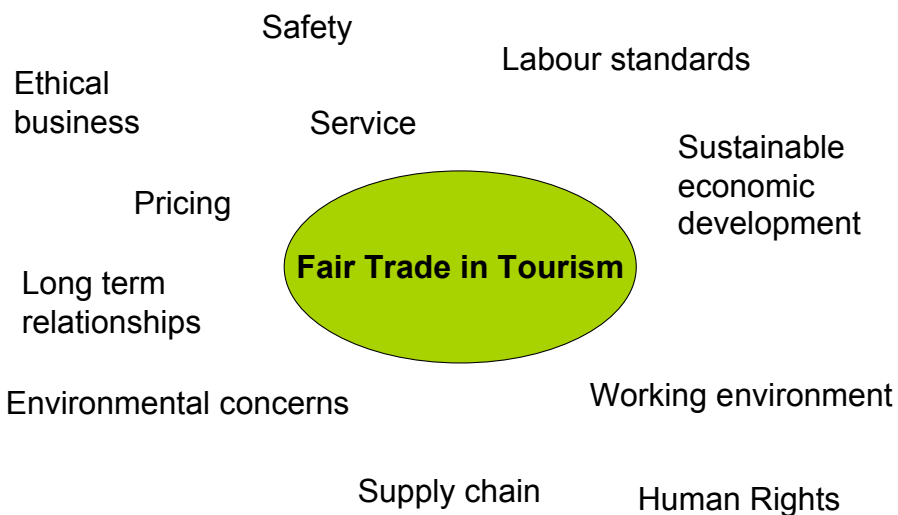 Safety
Labour standards
Ethical
business
Service
Sustainable
economic
development
Pricing
Fair Trade in Tourism
Long term
relationships
Environmental concerns
Working environment
Supply chain
Human Rights